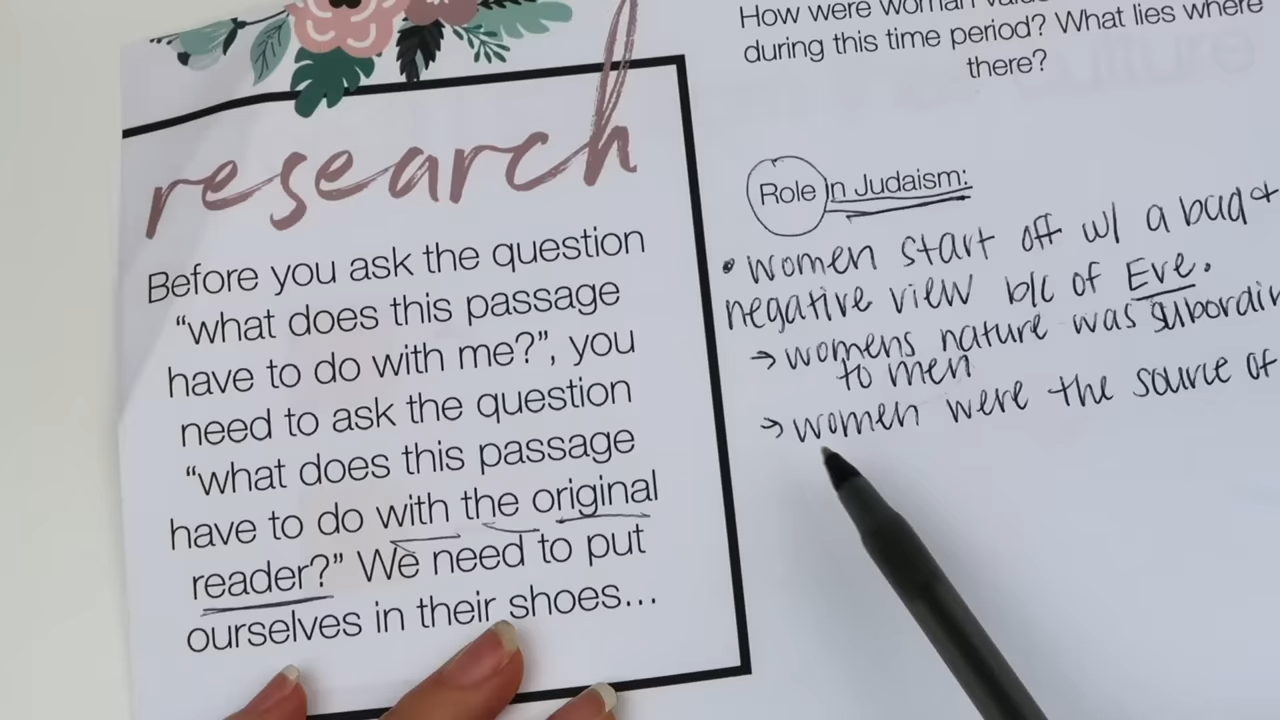 research
Before you ask the question
“what does this passage
have to do with me?”, you
need to ask the question
“what does this passage
have to do with the original
reader?” We need to put
ourselves in their shoes...
How were woman
during this time period? What lies where
there?
Role in Judaism:
• women start off w/ a bad +
negative view b/c of Eve.
→ womens nature was
to men
→ women were the source of